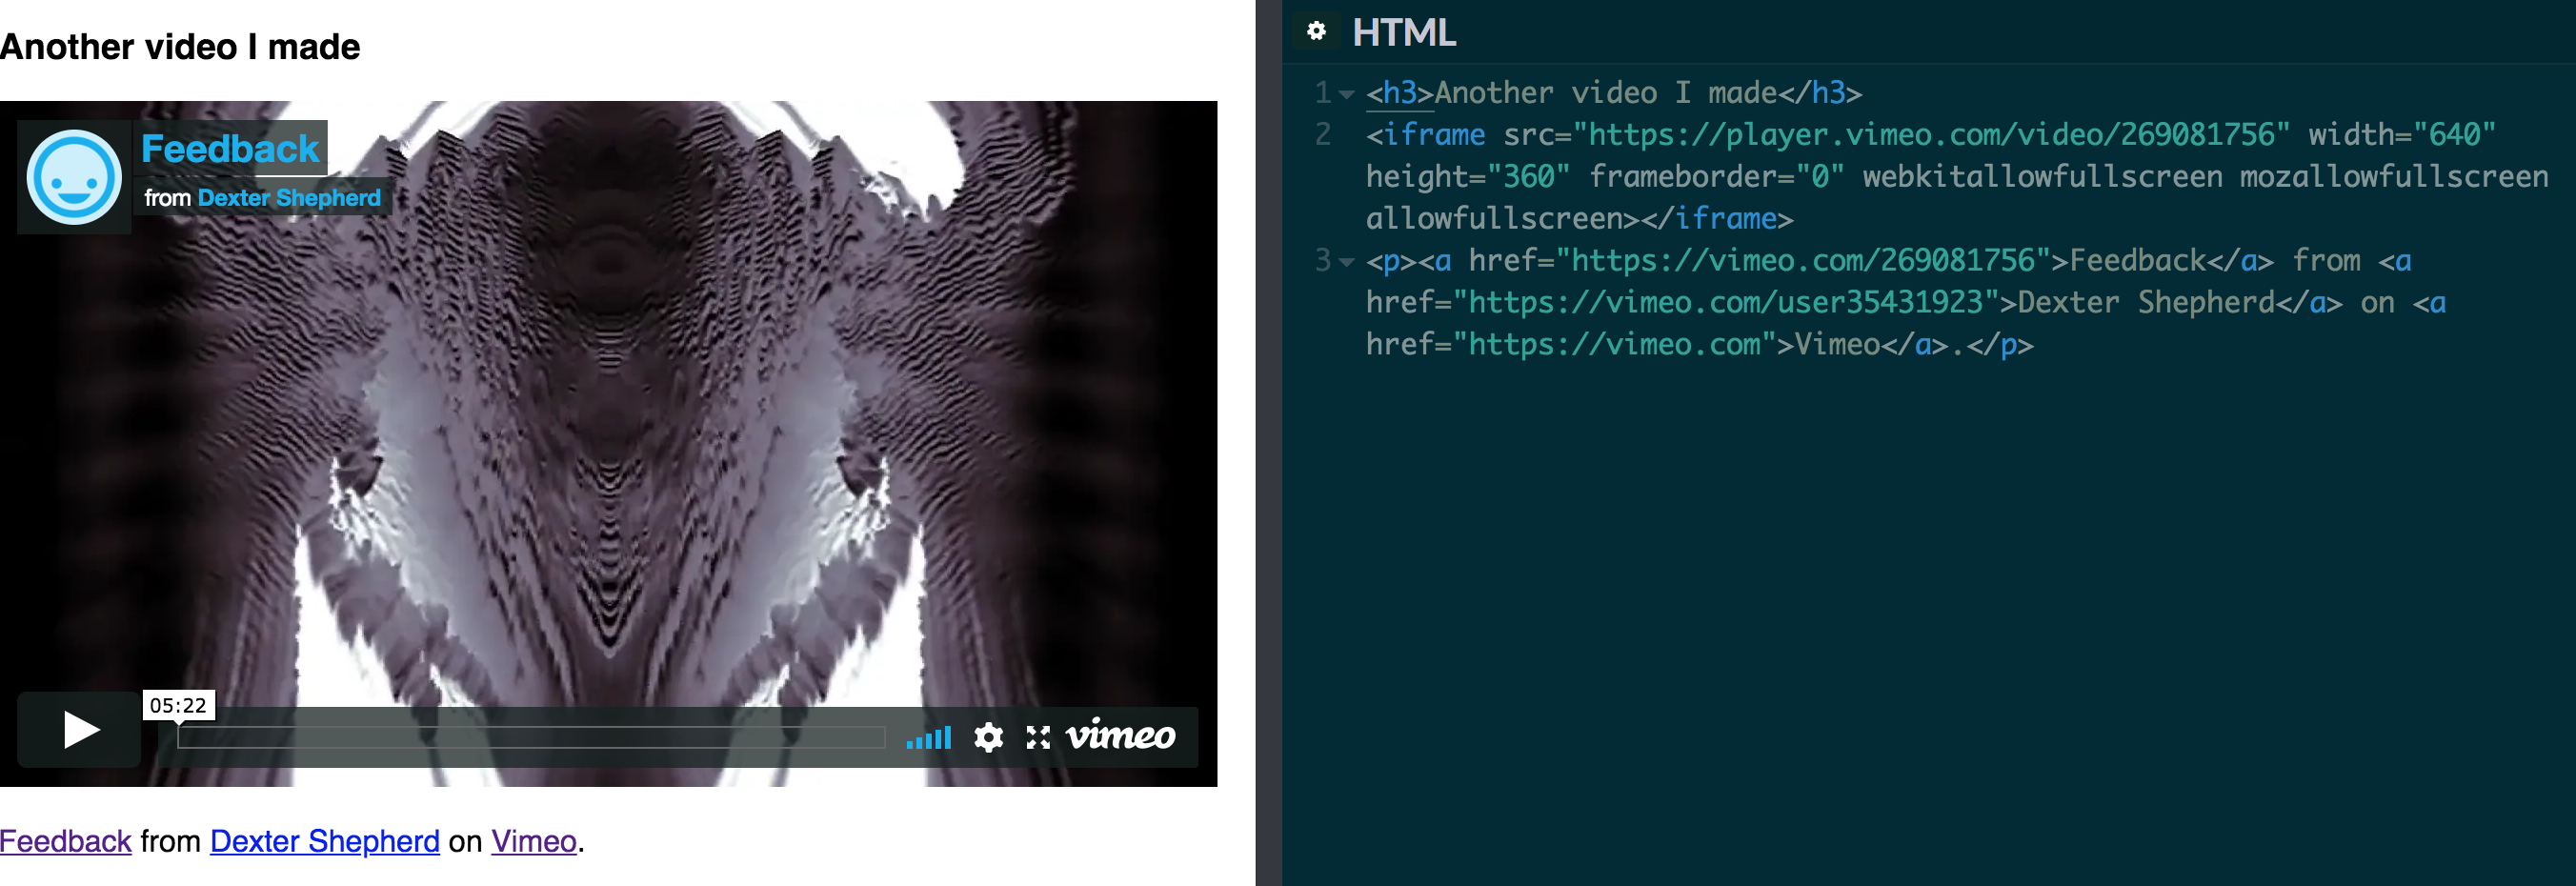 Another video I made
Feedback
from Dexter Shepherd
05:22
vimeo
Feedback from Dexter Shepherd on Vimeo.
HTML
1 <h3>Another video I made</h3>
2 <iframe src="https://player.vimeo.com/video/269081756" width="640"
height="360" frameborder="0" webkitallowfullscreen mozallowfullscreen
allowfullscreen></iframe>
3 <p><a href="https://vimeo.com/269081756">Feedback</a> from <a
href="https://vimeo.com/user35431923">Dexter Shepherd</a> on <a
href="https://vimeo.com">Vimeo</a>.</p>